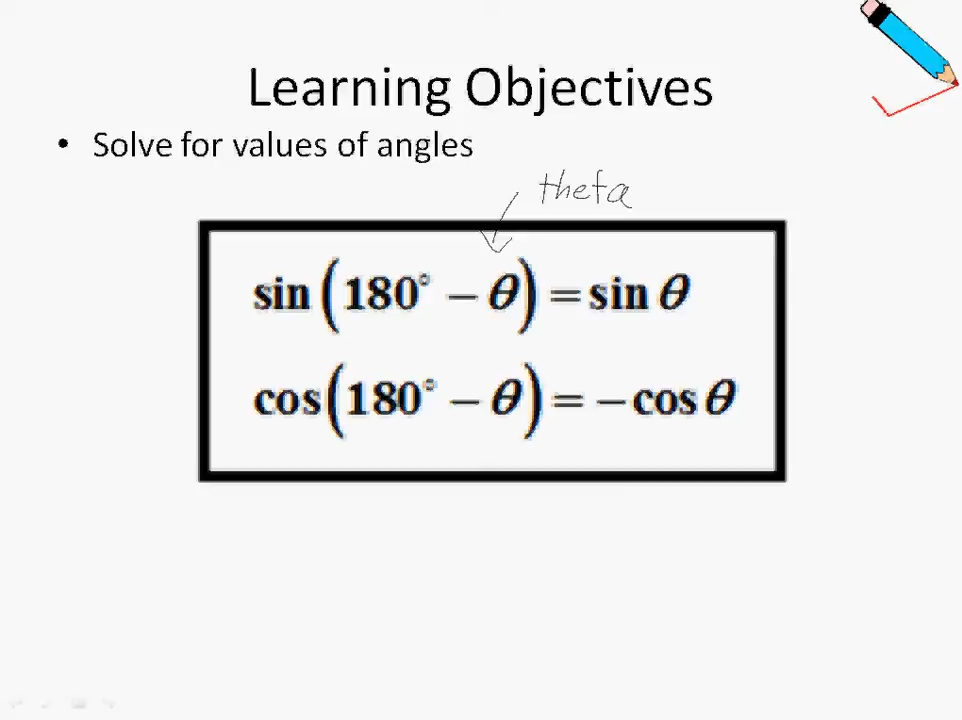 Learning Objectives
• Solve for values of angles
theta
sin(180° − θ) = sin θ
cos(180° − θ) = − cos θ